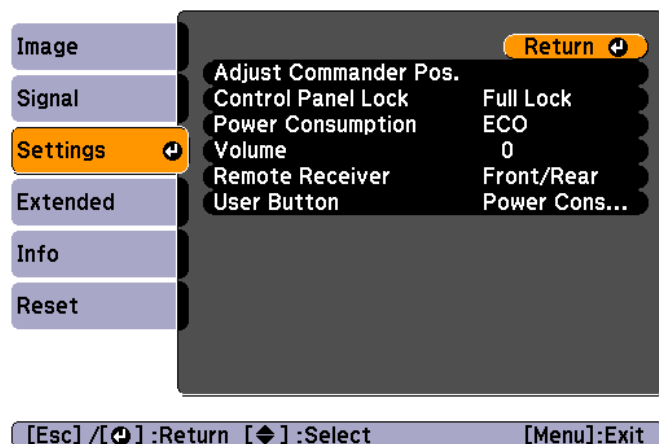 Image
Signal
Settings
Extended
Info
Reset
Return
Adjust Commander Pos.
Control Panel Lock Full Lock
Power Consumption ECO
Volume 0
Remote Receiver Front/Rear
User Button Power Cons...
[Esc] /[⏎] :Return [◆] :Select [Menu]:Exit